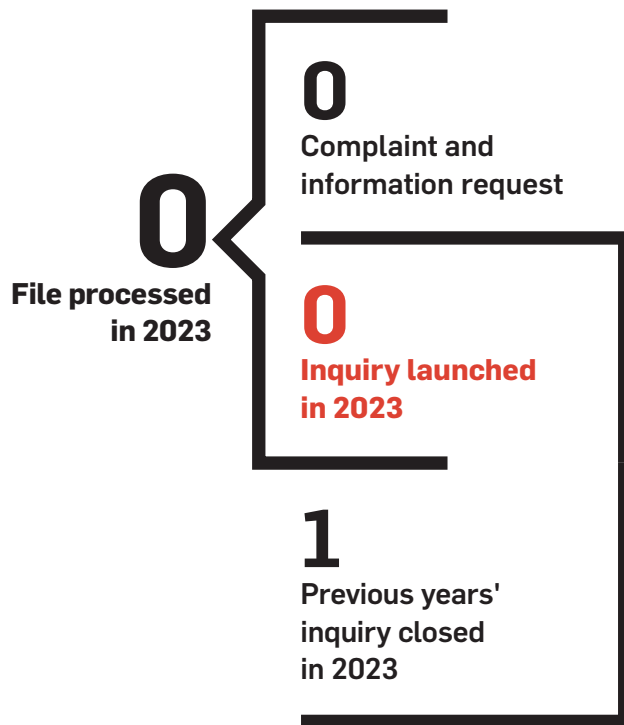 0
File processed
in 2023
0
Complaint and
information request
0
Inquiry launched
in 2023
1
Previous years'
inquiry closed
in 2023